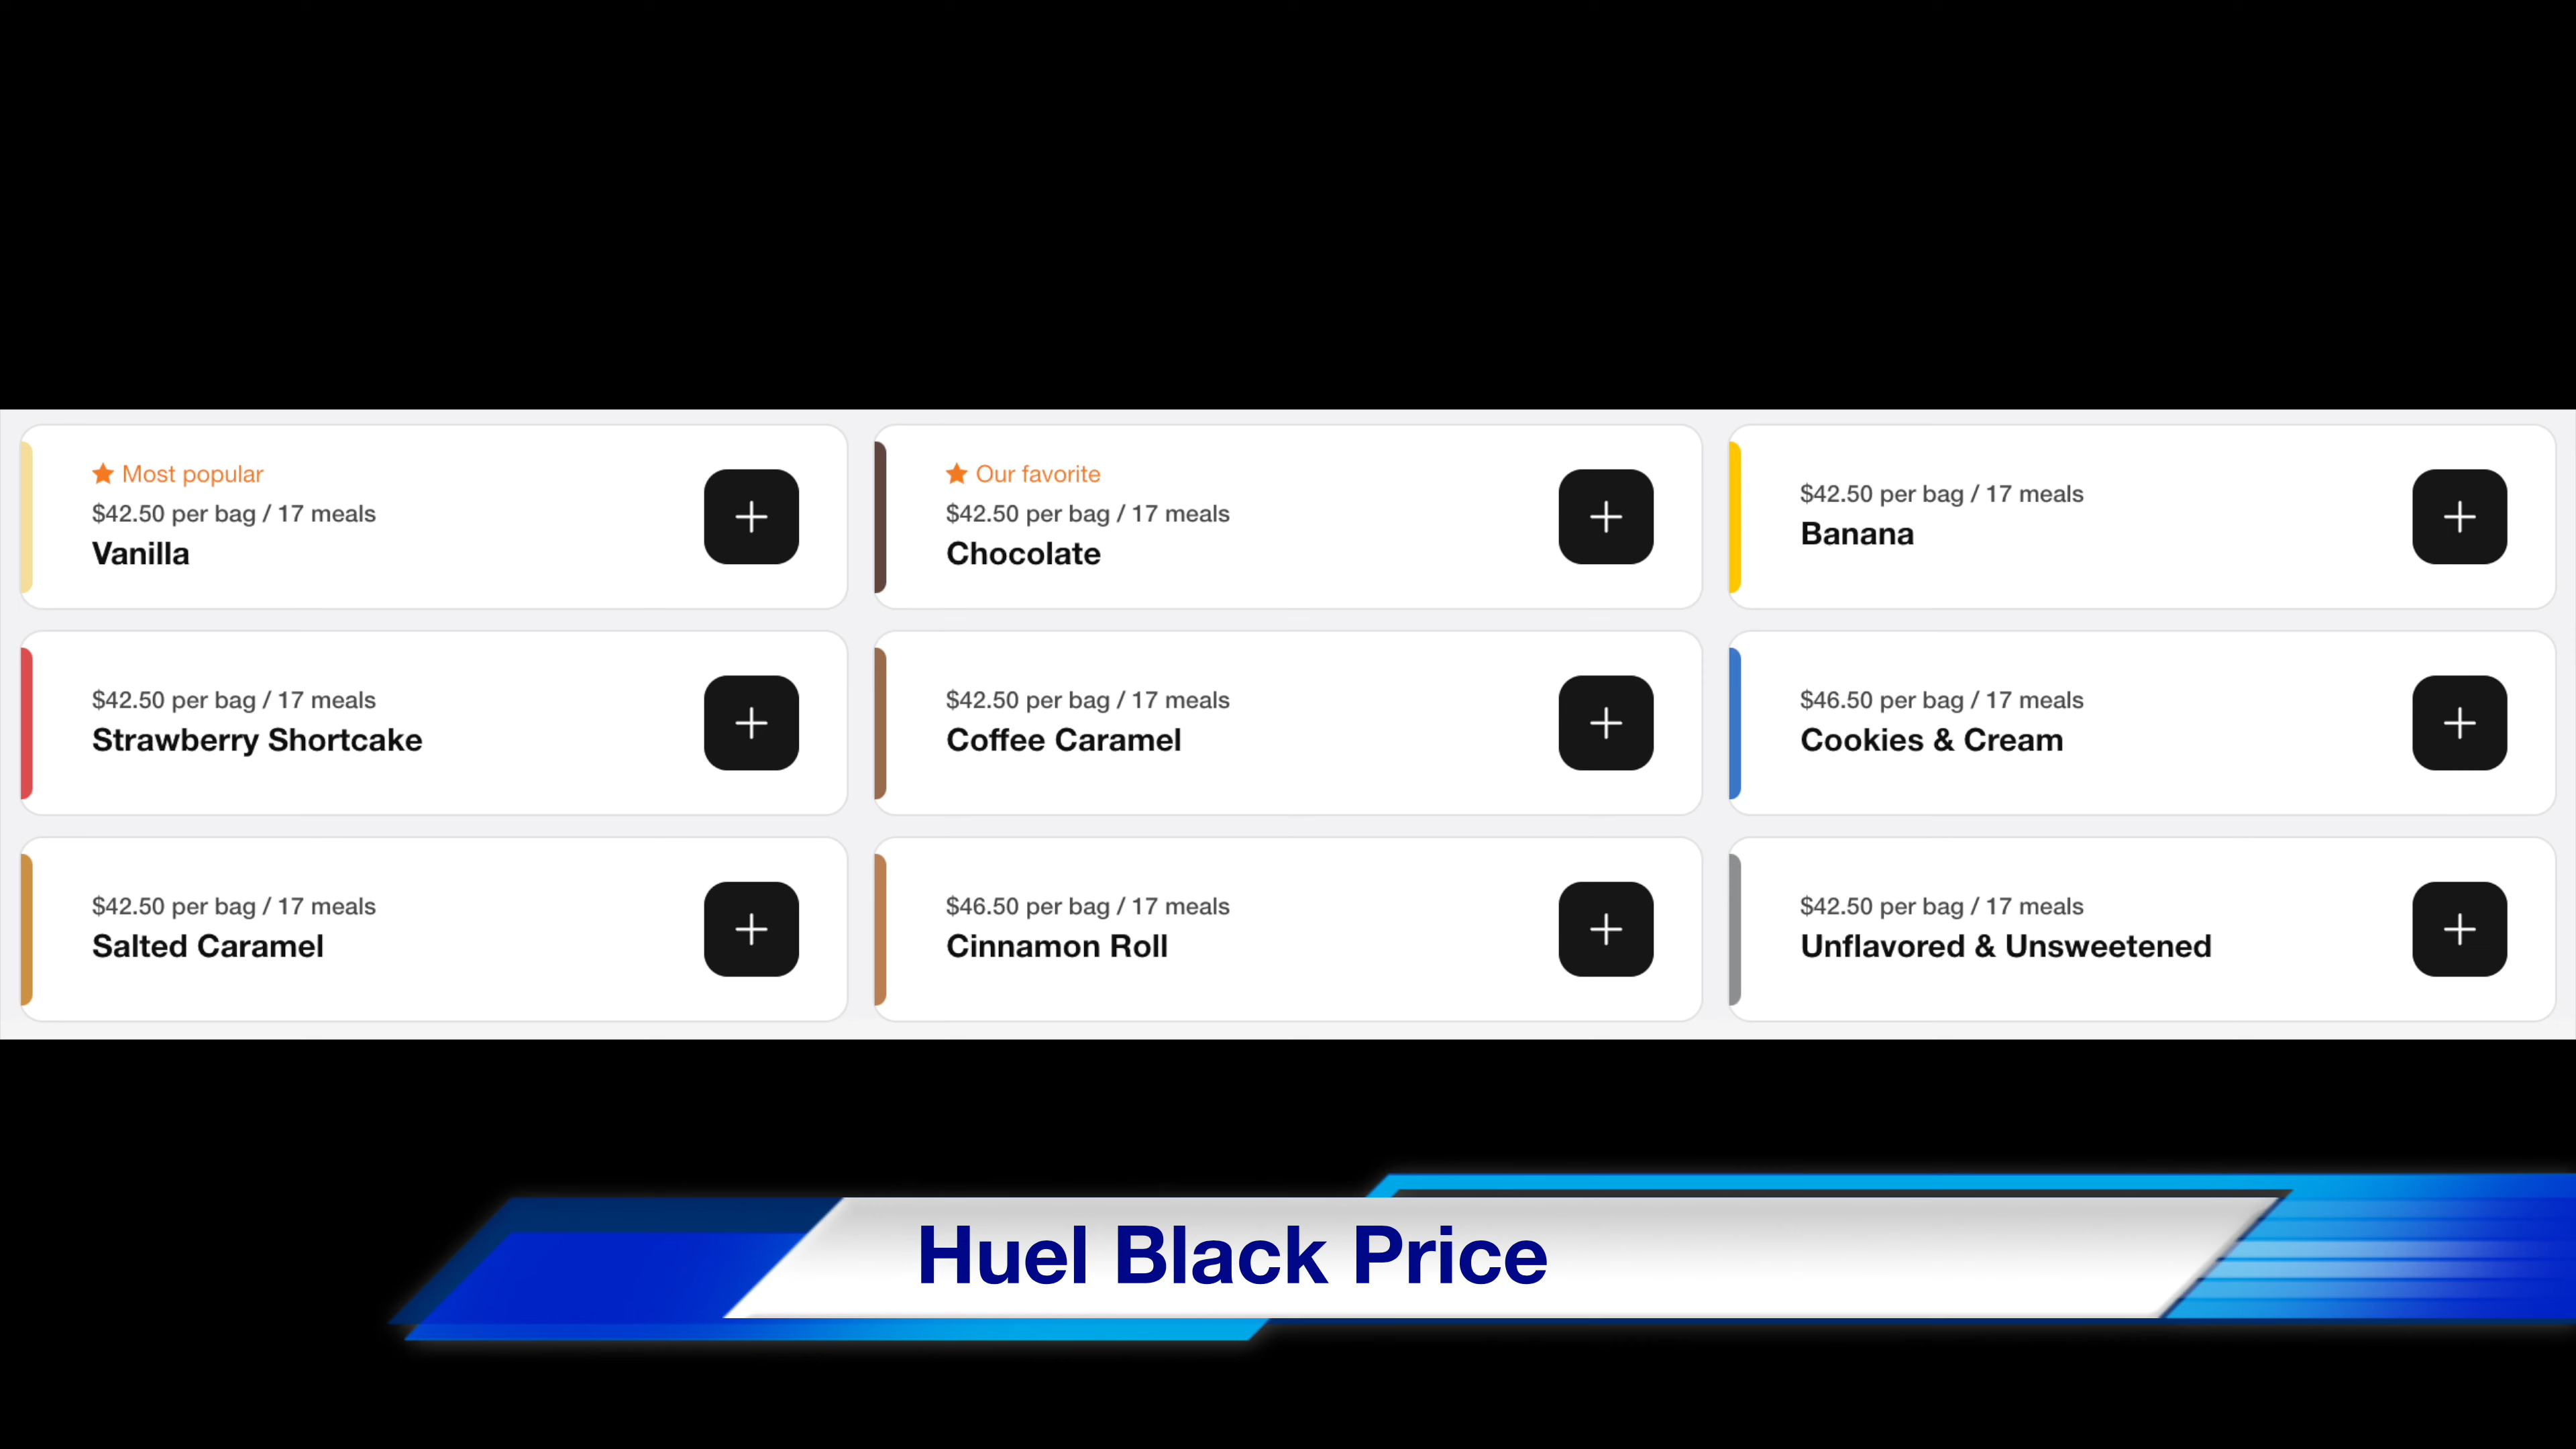 Most popular
$42.50 per bag / 17 meals
Vanilla
Our favorite
$42.50 per bag / 17 meals
Chocolate
$42.50 per bag / 17 meals
Banana
$42.50 per bag / 17 meals
Strawberry Shortcake
$42.50 per bag / 17 meals
Coffee Caramel
$46.50 per bag / 17 meals
Cookies & Cream
$42.50 per bag / 17 meals
Salted Caramel
$46.50 per bag / 17 meals
Cinnamon Roll
$42.50 per bag / 17 meals
Unflavored & Unsweetened
Huel Black Price